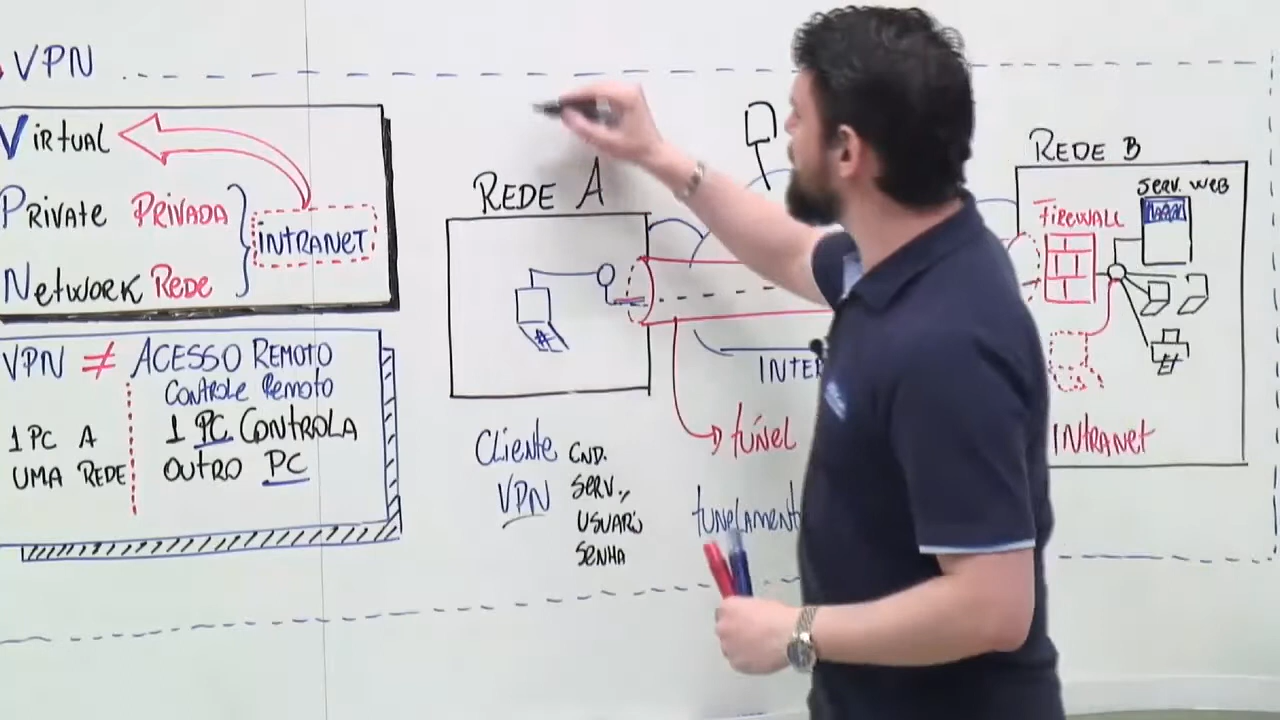 VPN
Virtual
Private PRIVADA
Network Rede
INTRANET
VPN ≠ ACESSO REMOTO
CONTROLE REMOTO
1 PC A
UMA REDE
1 PC CONTROLA
OUTRO PC
REDE A
CLIENTE
VPN
END.
SERV.,
USUÁRIO
SENHA
INTER
túnel
tunelament
REDE B
FIREWALL
SERV. WEB
INTRANET